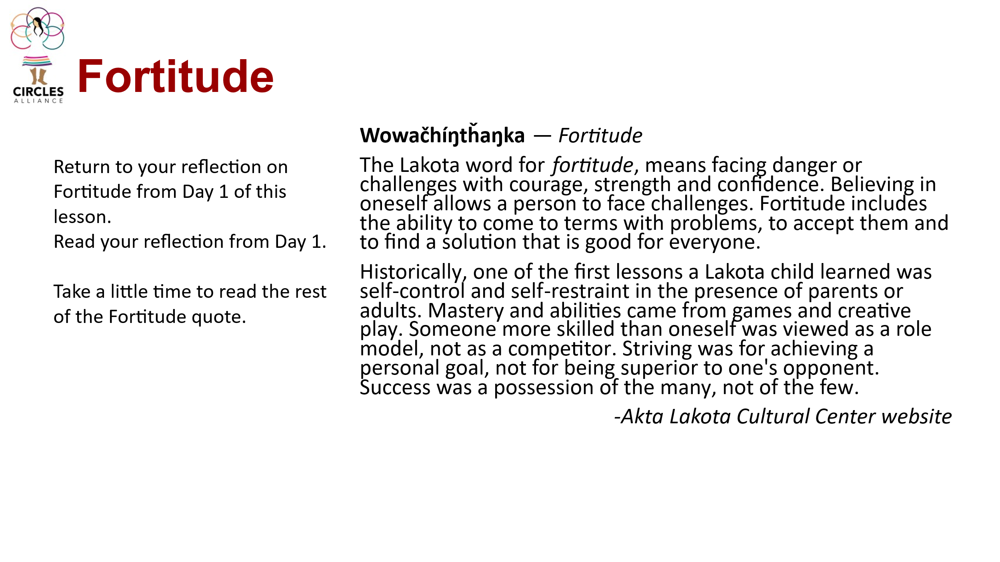 CIRCLES
ALLIANCE
Fortitude
Return to your reflection on
Fortitude from Day 1 of this
lesson.
Read your reflection from Day 1.
Take a little time to read the rest
of the Fortitude quote.
Wowačhíŋtȟaŋka — Fortitude
The Lakota word for fortitude, means facing danger or
challenges with courage, strength and confidence. Believing in
oneself allows a person to face challenges. Fortitude includes
the ability to come to terms with problems, to accept them and
to find a solution that is good for everyone.
Historically, one of the first lessons a Lakota child learned was
self-control and self-restraint in the presence of parents or
adults. Mastery and abilities came from games and creative
play. Someone more skilled than oneself was viewed as a role
model, not as a competitor. Striving was for achieving a
personal goal, not for being superior to one's opponent.
Success was a possession of the many, not of the few.
-Akta Lakota Cultural Center website